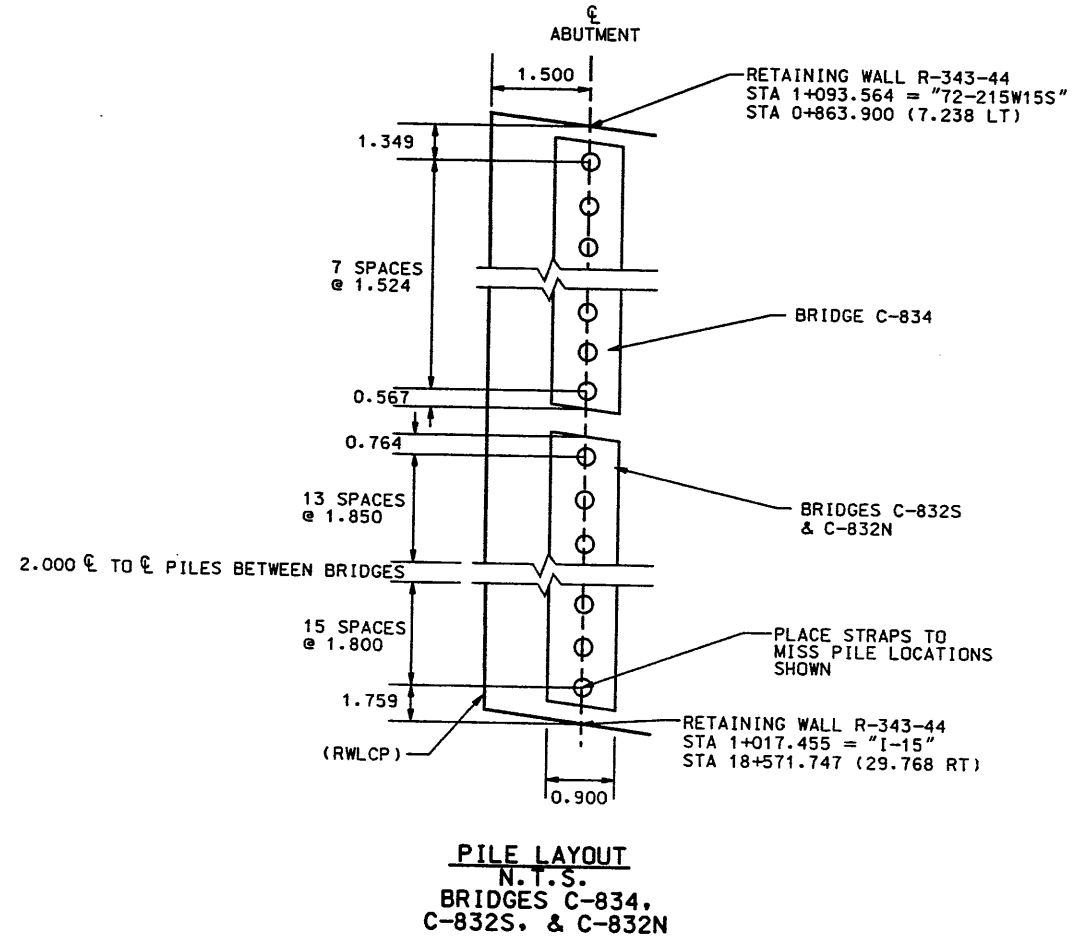 ℄
ABUTMENT
1.500
RETAINING WALL R-343-44
STA 1+093.564 = "72-215W15S"
STA 0+863.900 (7.238 LT)
1.349
7 SPACES
@ 1.524
BRIDGE C-834
0.567
0.764
13 SPACES
@ 1.850
BRIDGES C-832S
& C-832N
2.000 ℄ TO ℄ PILES BETWEEN BRIDGES
15 SPACES
@ 1.800
PLACE STRAPS TO
MISS PILE LOCATIONS
SHOWN
1.759
RETAINING WALL R-343-44
STA 1+017.455 = "I-15"
STA 18+571.747 (29.768 RT)
(RWLCP)
0.900
PILE LAYOUT
N.T.S.
BRIDGES C-834,
C-832S, & C-832N